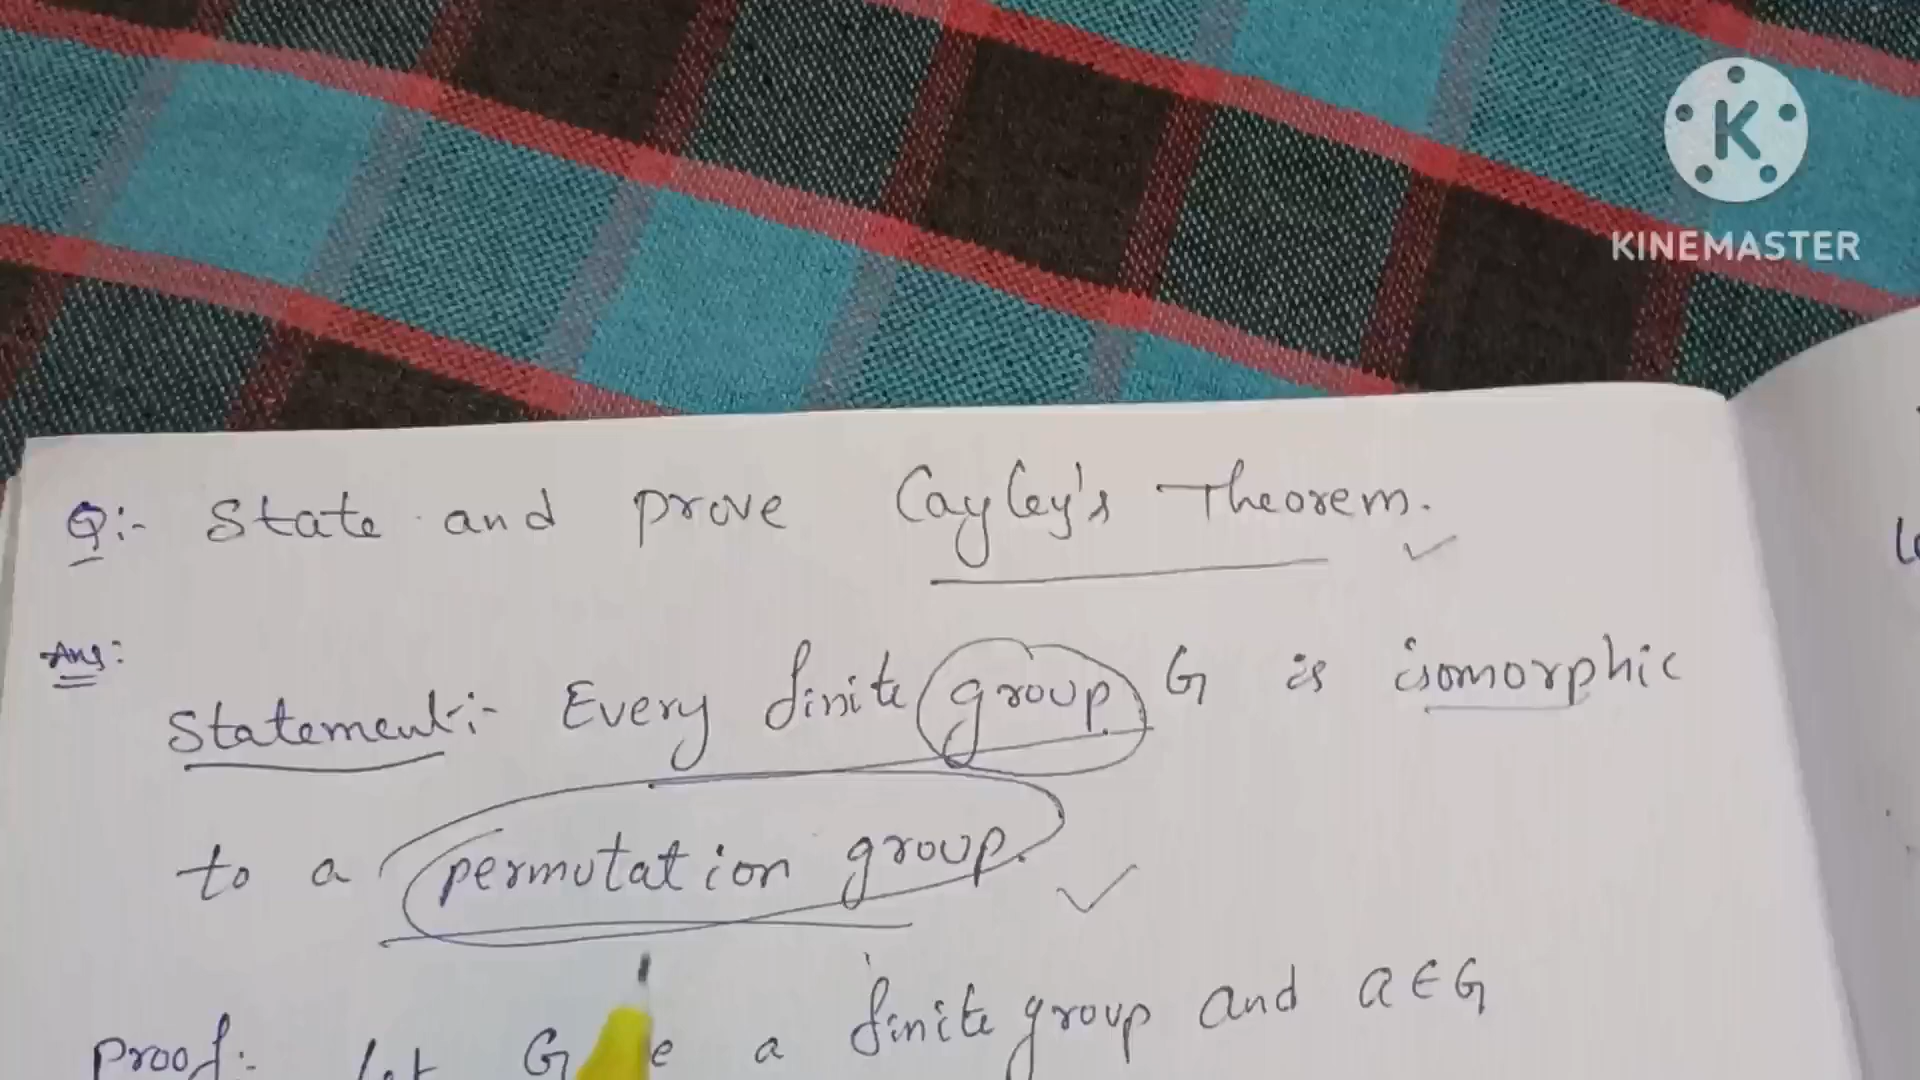 K
KINEMASTER
Q:- State and prove Cayley's Theorem.
Ans:
Statement:- Every finite group G is isomorphic
to a permutation group.
Proof:- Let G a finite group and a ∈ G